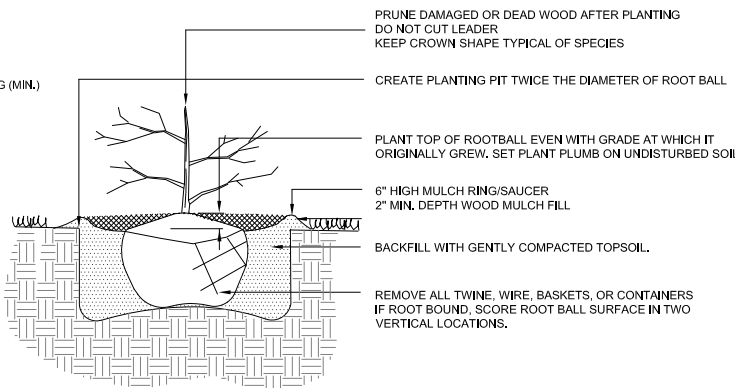 PRUNE DAMAGED OR DEAD WOOD AFTER PLANTING
DO NOT CUT LEADER
KEEP CROWN SHAPE TYPICAL OF SPECIES
(MIN.)
CREATE PLANTING PIT TWICE THE DIAMETER OF ROOT BALL
PLANT TOP OF ROOTBALL EVEN WITH GRADE AT WHICH IT
ORIGINALLY GREW. SET PLANT PLUMB ON UNDISTURBED SOIL
6" HIGH MULCH RING/SAUCER
2" MIN. DEPTH WOOD MULCH FILL
BACKFILL WITH GENTLY COMPACTED TOPSOIL.
REMOVE ALL TWINE, WIRE, BASKETS, OR CONTAINERS
IF ROOT BOUND, SCORE ROOT BALL SURFACE IN TWO
VERTICAL LOCATIONS.